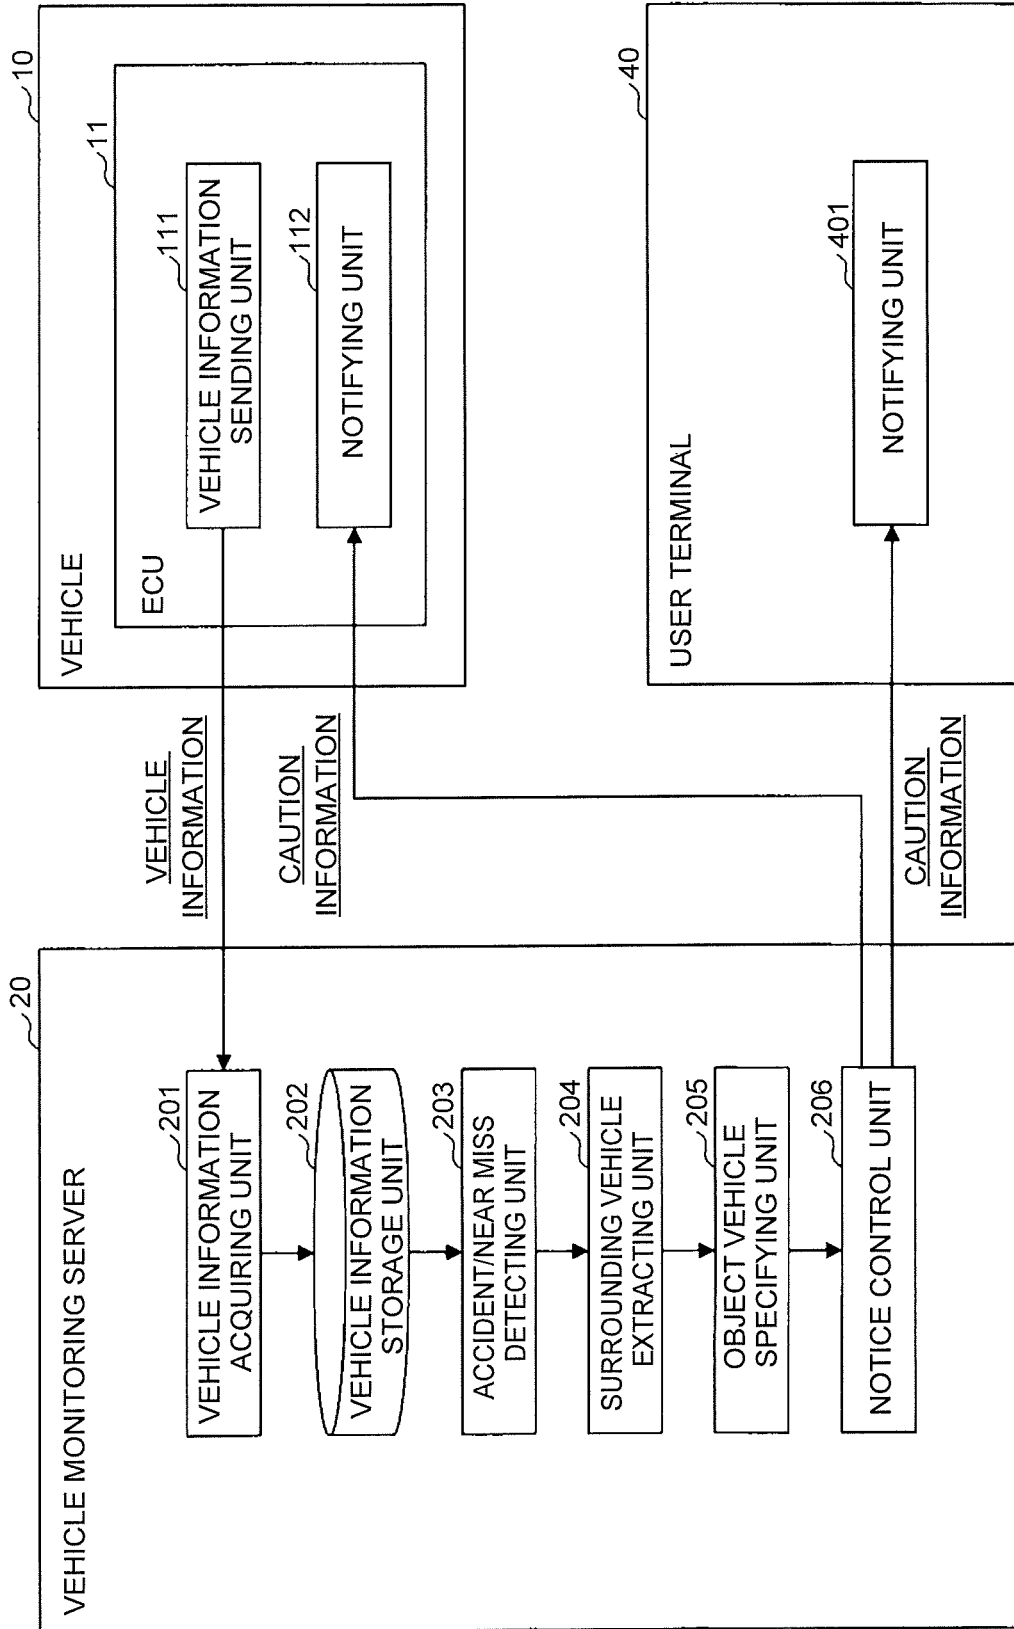 20
VEHICLE MONITORING SERVER
201
VEHICLE INFORMATION
ACQUIRING UNIT
202
VEHICLE INFORMATION
STORAGE UNIT
203
ACCIDENT/NEAR MISS
DETECTING UNIT
204
SURROUNDING VEHICLE
EXTRACTING UNIT
205
OBJECT VEHICLE
SPECIFYING UNIT
206
NOTICE CONTROL UNIT
VEHICLE
INFORMATION
CAUTION
INFORMATION
CAUTION
INFORMATION
10
VEHICLE
11
ECU
111
VEHICLE INFORMATION
SENDING UNIT
112
NOTIFYING UNIT
40
USER TERMINAL
401
NOTIFYING UNIT